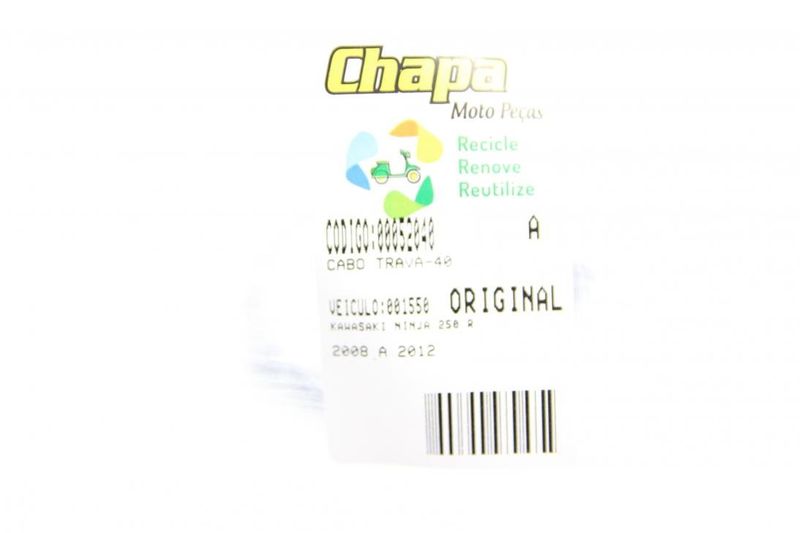 Chapa
Moto Peças
Recicle
Renove
Reutilize
CODIGO:00052040 A
CABO TRAVA-40
VEICULO:001550 ORIGINAL
KAWASAKI NINJA 250 R
2008 A 2012